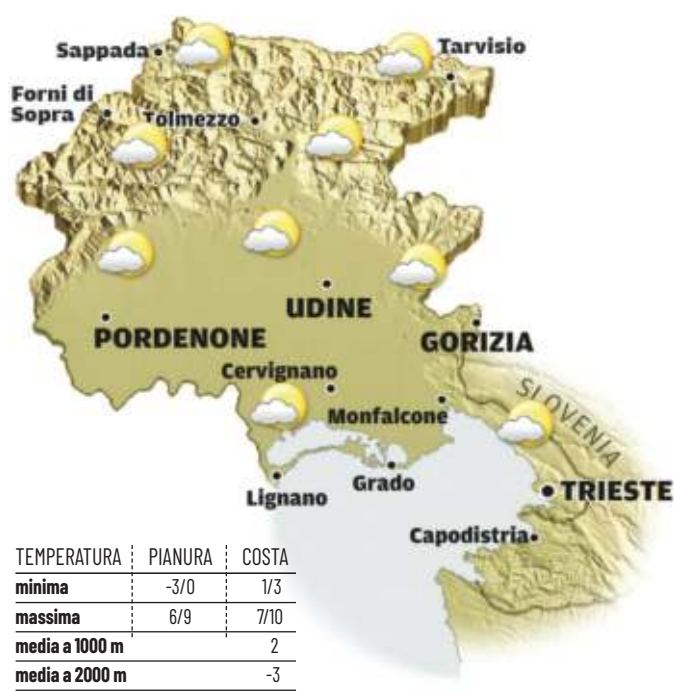 Sappada
Tarvisio
Forni di
Sopra
Tolmezzo
UDINE
PORDENONE
GORIZIA
Cervignano
SLOVENIA
Monfalcone
Grado
Lignano
TRIESTE
Capodistria
TEMPERATURA PIANURA COSTA
minima -3/0 1/3
massima 6/9 7/10
media a 1000 m 2
media a 2000 m -3